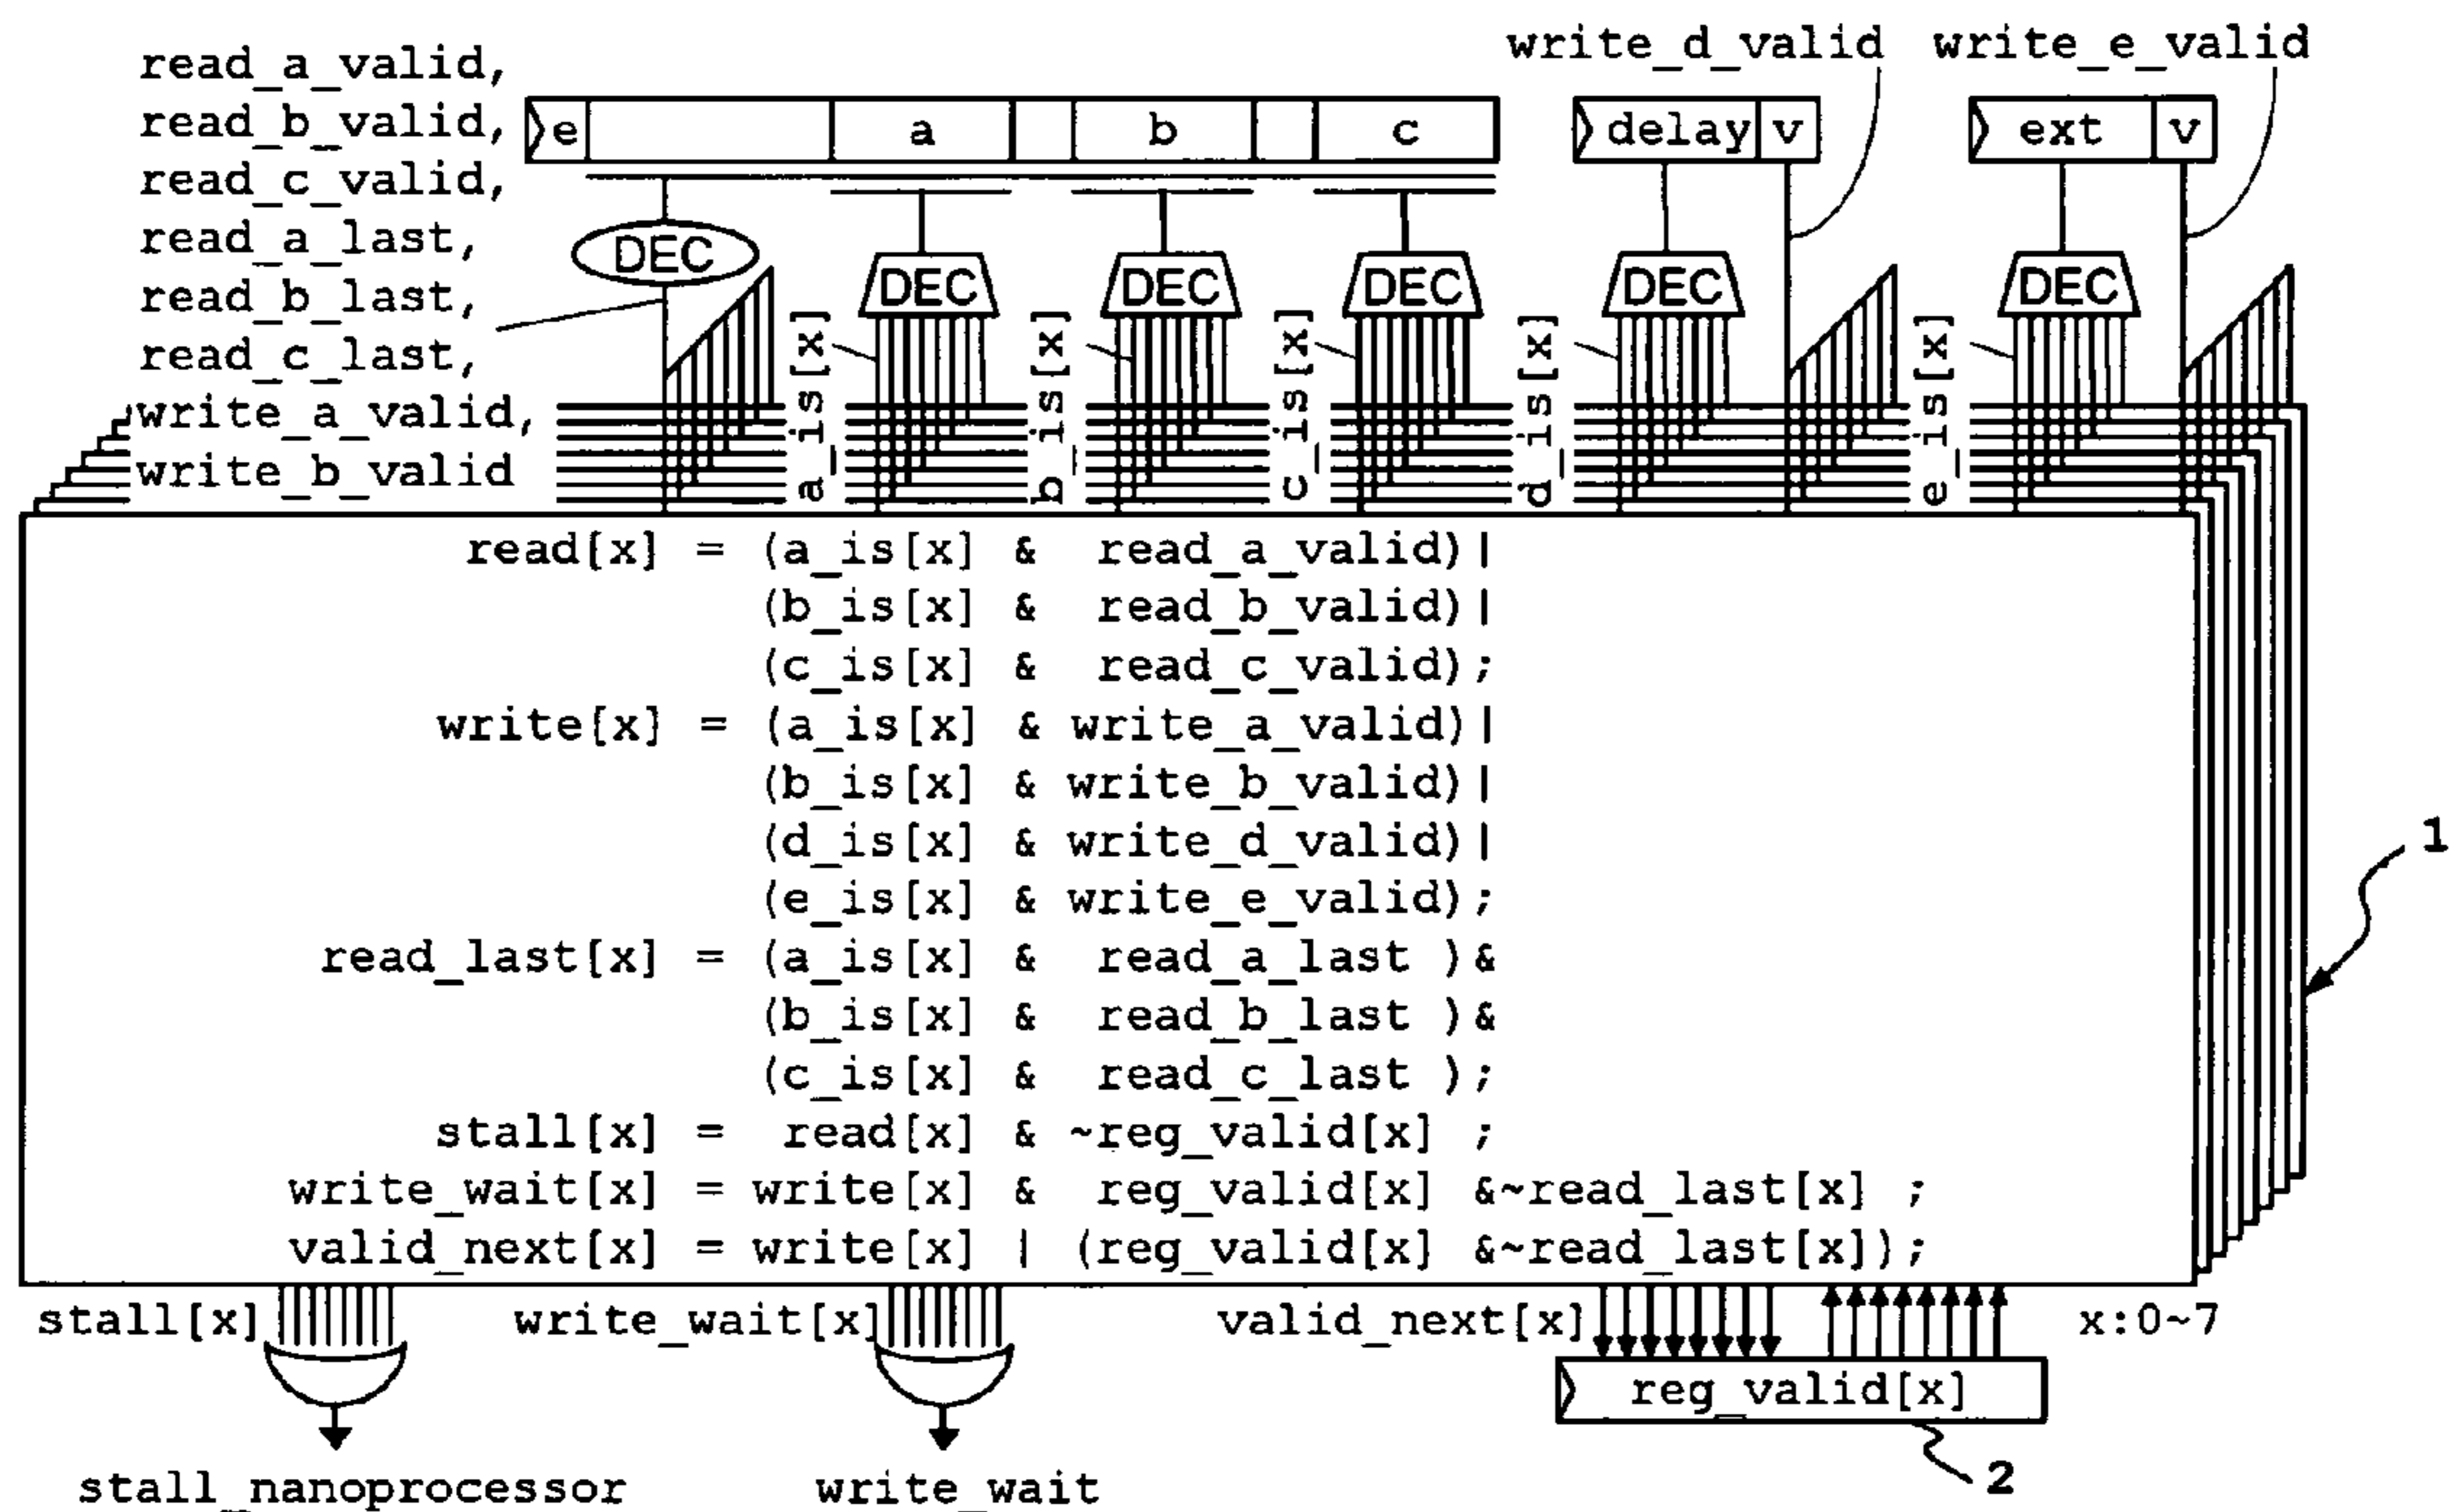 read_a_valid,
read_b_valid,
read_c_valid,
read_a_last,
read_b_last,
read_c_last,
write_a_valid,
write_b_valid
write_d_valid write_e_valid
e a b c delay v ext v
DEC
DEC DEC DEC DEC DEC
a_is[x] b_is[x] c_is[x] d_is[x] e_is[x]
read[x] = (a_is[x] & read_a_valid)|
(b_is[x] & read_b_valid)|
(c_is[x] & read_c_valid);
write[x] = (a_is[x] & write_a_valid)|
(b_is[x] & write_b_valid)|
(d_is[x] & write_d_valid)|
(e_is[x] & write_e_valid);
read_last[x] = (a_is[x] & read_a_last )&
(b_is[x] & read_b_last )&
(c_is[x] & read_c_last );
stall[x] = read[x] & ~reg_valid[x] ;
write_wait[x] = write[x] & reg_valid[x] &~read_last[x] ;
valid_next[x] = write[x] | (reg_valid[x] &~read_last[x]);
1
stall[x] write_wait[x] valid_next[x] x:0~7
reg_valid[x]
2
stall_nanoprocessor write_wait